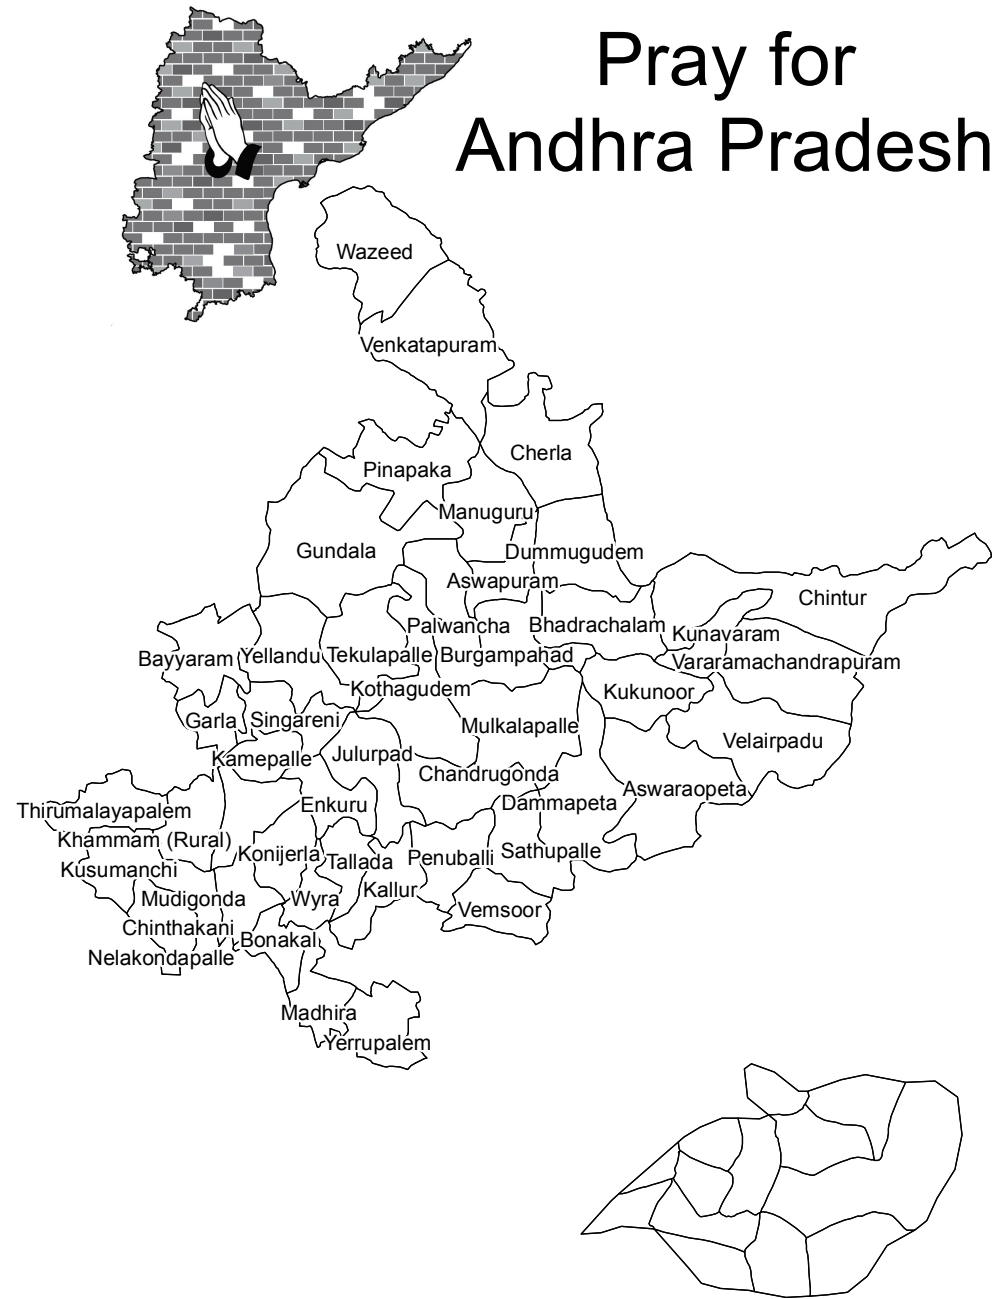 Pray for
Andhra Pradesh
Wazeed
Venkatapuram
Cherla
Pinapaka
Manuguru
Gundala
Dummugudem
Aswapuram
Chintur
Palwancha
Bhadrachalam
Kunavaram
Bayyaram
Yellandu
Tekulapalle
Burgampahad
Vararamachandrapuram
Kothagudem
Kukunoor
Garla
Singareni
Mulkalapalle
Velairpadu
Kamepalle
Julurpad
Chandrugonda
Aswaraopeta
Thirumalayapalem
Enkuru
Dammapeta
Khammam (Rural)
Konijerla
Tallada
Penuballi
Sathupalle
Kusumanchi
Kallur
Mudigonda
Wyra
Vemsoor
Chinthakani
Bonakal
Nelakondapalle
Madhira
Yerrupalem